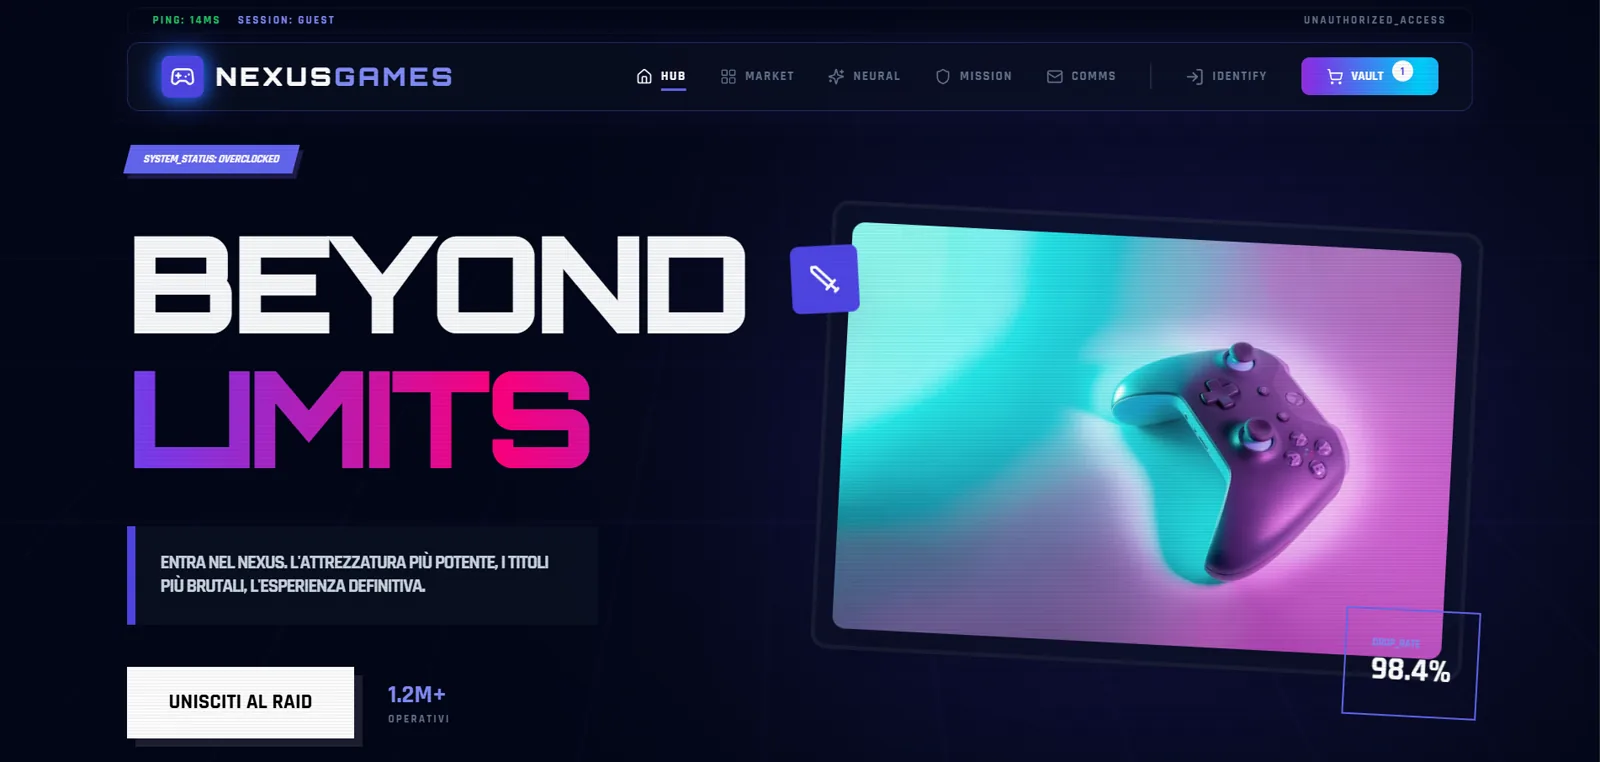 PING: 14MS SESSION: GUEST UNAUTHORIZED_ACCESS
NEXUSGAMES HUB MARKET NEURAL MISSION COMMS IDENTIFY VAULT 1
SYSTEM_STATUS: OVERCLOCKED
BEYOND
LIMITS
ENTRA NEL NEXUS. L'ATTREZZATURA PIÙ POTENTE, I TITOLI
PIÙ BRUTALI, L'ESPERIENZA DEFINITIVA.
UNISCITI AL RAID
1.2M+
OPERATIVI
DROP_RATE
98.4%